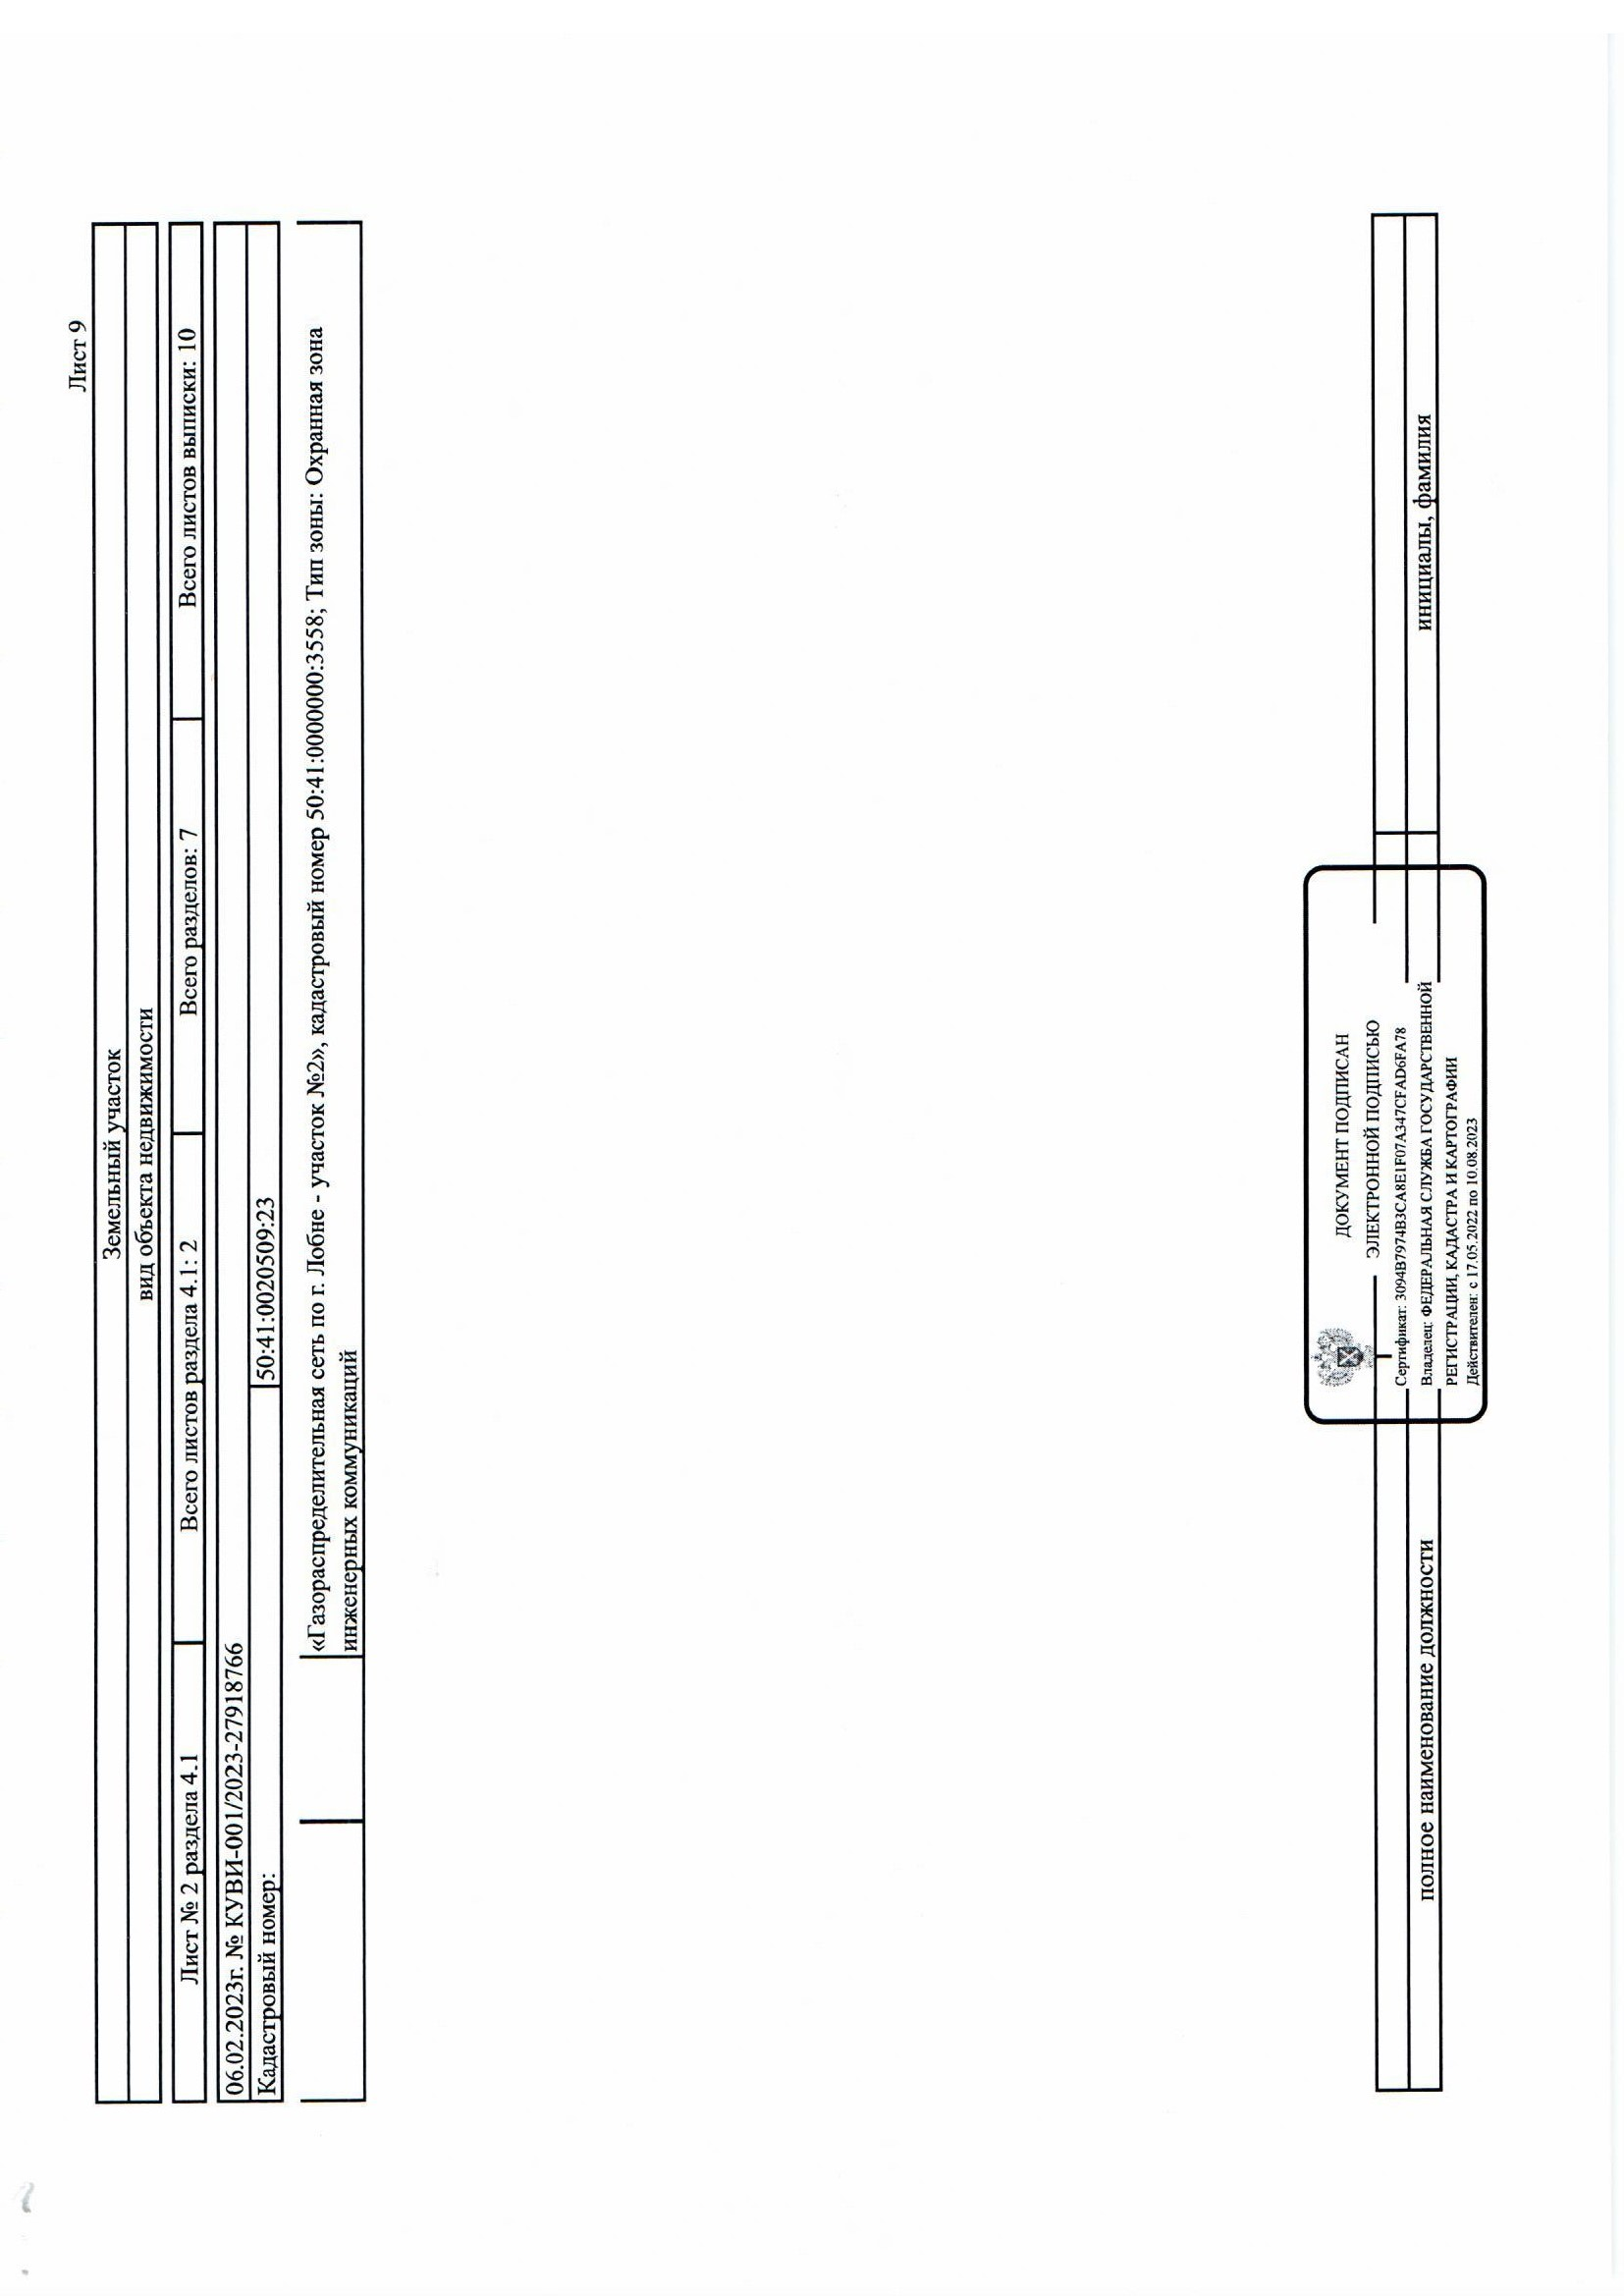 Лист 9
Земельный участок
вид объекта недвижимости
Лист № 2 раздела 4.1 Всего листов раздела 4.1: 2 Всего разделов: 7 Всего листов выписки: 10
06.02.2023г. № КУВИ-001/2023-27918766
Кадастровый номер: 50:41:0020509:23
«Газораспределительная сеть по г. Лобне - участок №2», кадастровый номер 50:41:0000000:3558; Тип зоны: Охранная зона
инженерных коммуникаций
ДОКУМЕНТ ПОДПИСАН
ЭЛЕКТРОННОЙ ПОДПИСЬЮ
Сертификат: 3094B7974B3CA8E1F07A347CFAD6FA78
Владелец: ФЕДЕРАЛЬНАЯ СЛУЖБА ГОСУДАРСТВЕННОЙ
РЕГИСТРАЦИИ, КАДАСТРА И КАРТОГРАФИИ
Действителен: с 17.05.2022 по 10.08.2023
полное наименование должности инициалы, фамилия